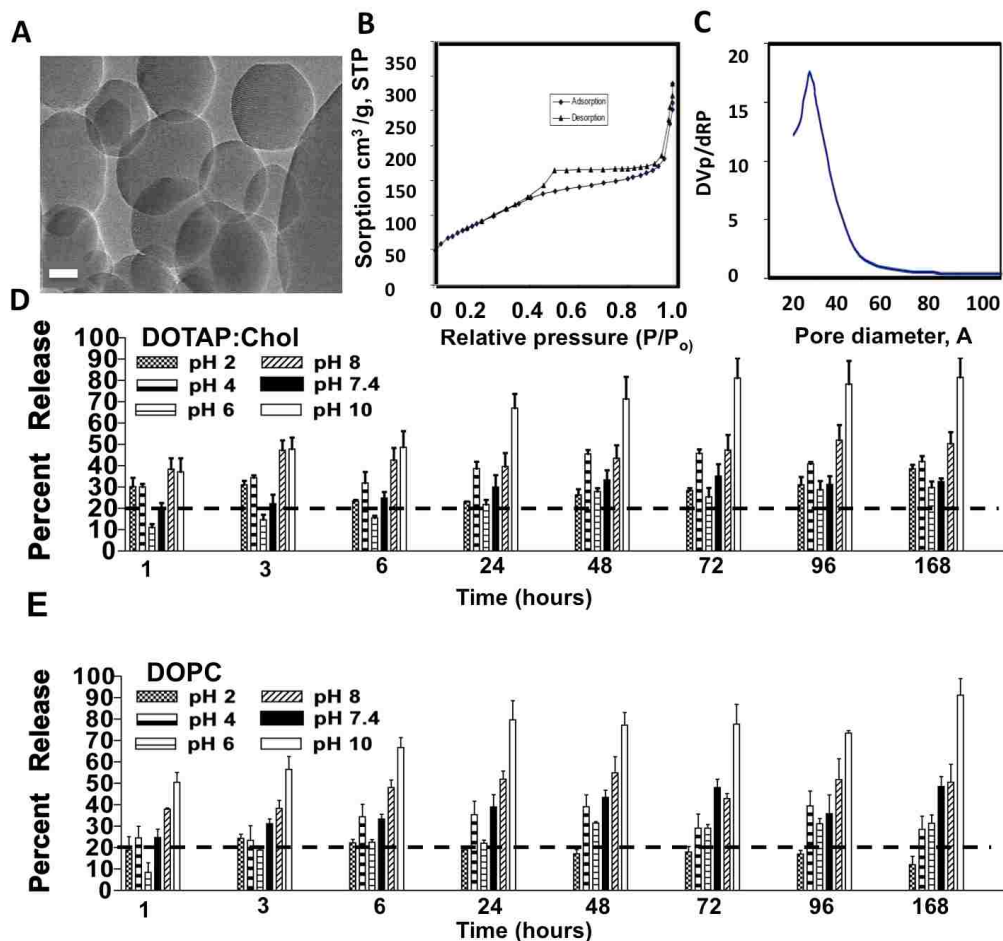 A
B
Sorption cm³/g, STP
350
300
250
200
150
100
50
0
Adsorption
Desorption
0 0.2 0.4 0.6 0.8 1.0
Relative pressure (P/Po)
C
DVp/dRP
20
15
10
5
0
20 40 60 80 100
Pore diameter, A
D
DOTAP:Chol
Percent Release
100
90
80
70
60
50
40
30
20
10
0
pH 2
pH 4
pH 6
pH 8
pH 7.4
pH 10
1 3 6 24 48 72 96 168
Time (hours)
E
DOPC
Percent Release
100
90
80
70
60
50
40
30
20
10
0
pH 2
pH 4
pH 6
pH 8
pH 7.4
pH 10
1 3 6 24 48 72 96 168
Time (hours)